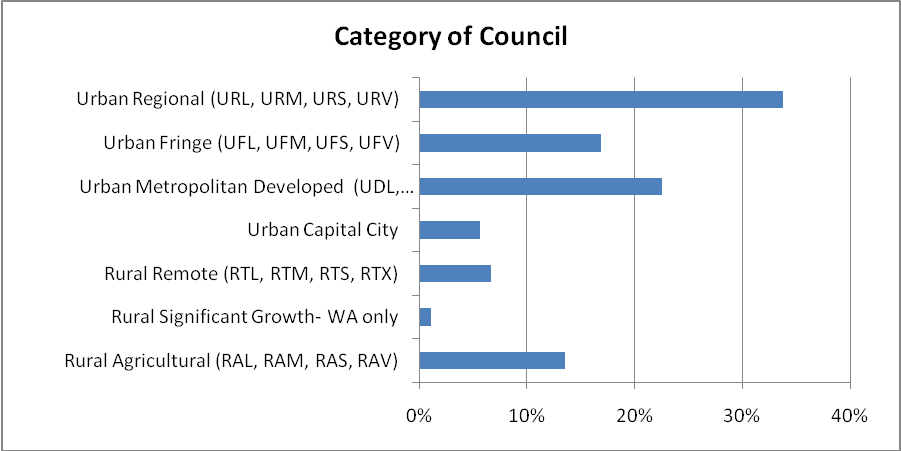 Category of Council
Urban Regional (URL, URM, URS, URV)
Urban Fringe (UFL, UFM, UFS, UFV)
Urban Metropolitan Developed (UDL,...
Urban Capital City
Rural Remote (RTL, RTM, RTS, RTX)
Rural Significant Growth- WA only
Rural Agricultural (RAL, RAM, RAS, RAV)
0% 10% 20% 30% 40%